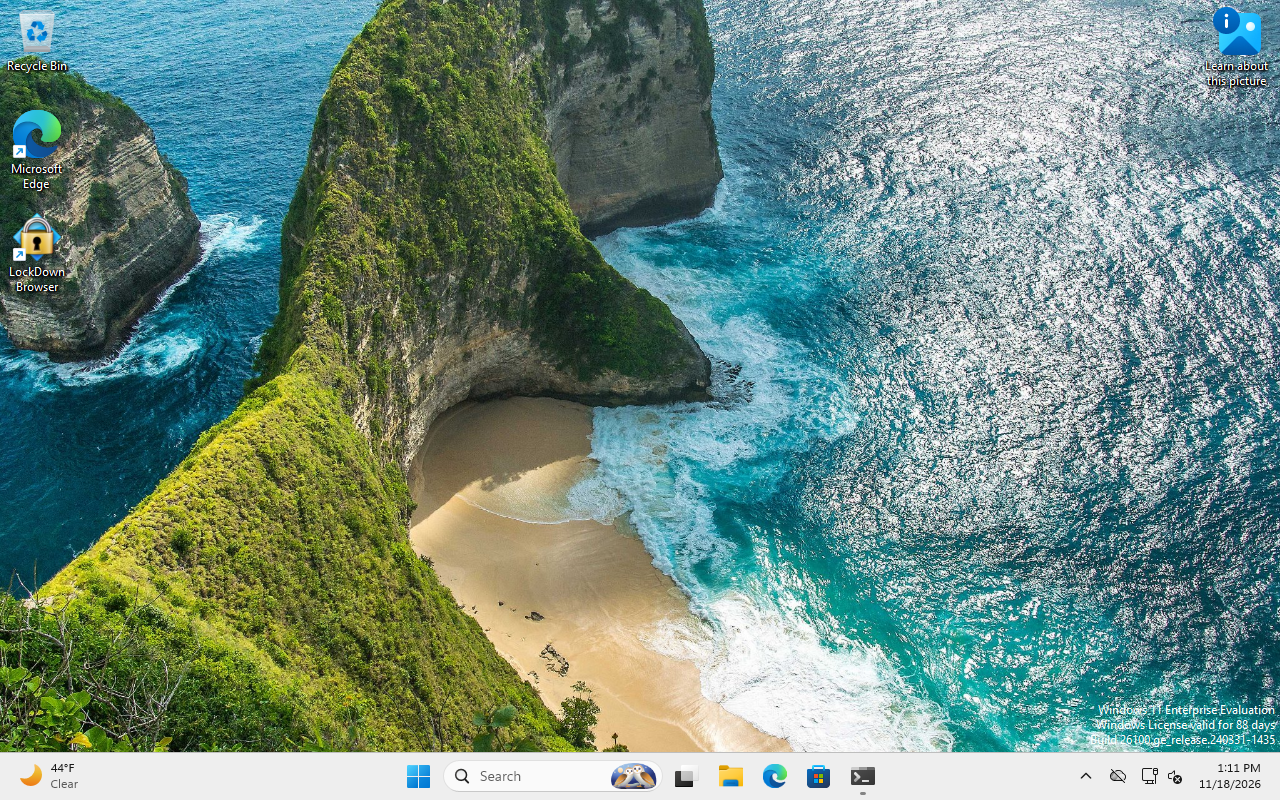 Recycle Bin
Microsoft
Edge
LockDown
Browser
Learn about
this picture
Windows 11 Enterprise Evaluation
Windows License valid for 88 days
Build 26100.ge_release.240331-1435
44°F
Clear
Search
1:11 PM
11/18/2026